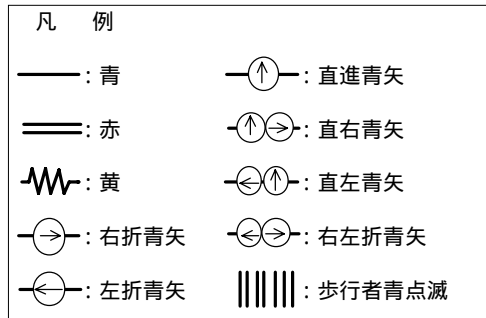 凡 例
: 青
: 赤
: 黄
: 右折青矢
: 左折青矢
: 直進青矢
: 直右青矢
: 直左青矢
: 右左折青矢
: 歩行者青点滅